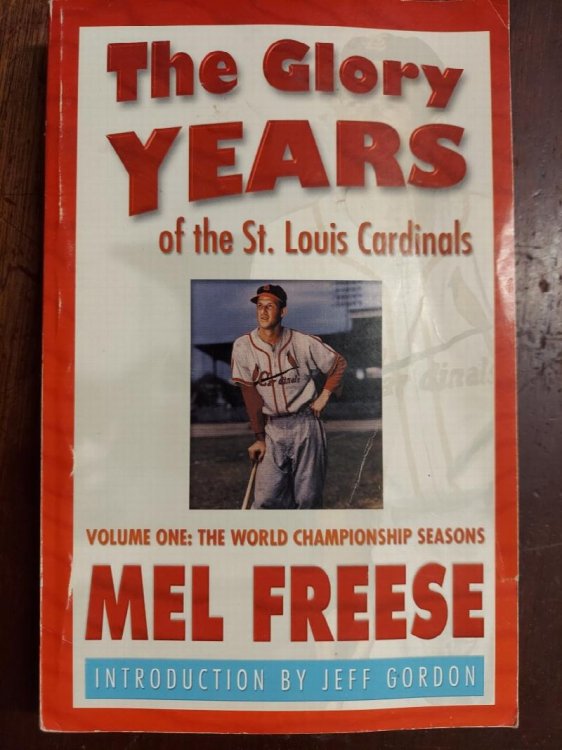 The Glory
YEARS
of the St. Louis Cardinals
Cardinals
VOLUME ONE: THE WORLD CHAMPIONSHIP SEASONS
MEL FREESE
INTRODUCTION BY JEFF GORDON